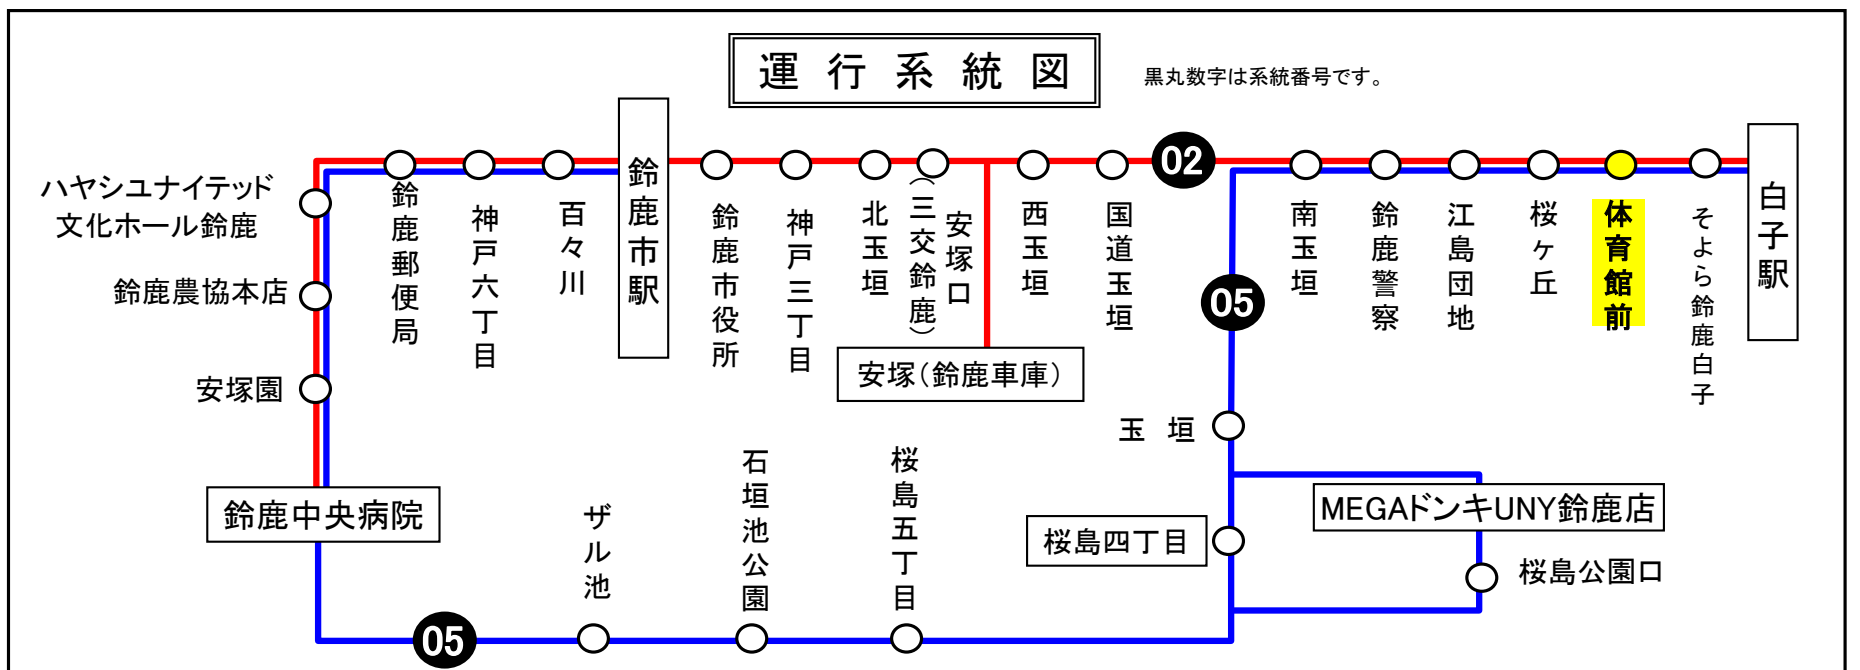 運行系統図
黒丸数字は系統番号です。
ハヤシユナイテッド
文化ホール鈴鹿
鈴鹿農協本店
安塚園
鈴鹿中央病院
鈴鹿郵便局
神戸六丁目
百々川
鈴鹿市駅
鈴鹿市役所
神戸三丁目
北玉垣
安塚口
（三交鈴鹿）
安塚（鈴鹿車庫）
西玉垣
国道玉垣
02
南玉垣
鈴鹿警察
江島団地
桜ヶ丘
体育館前
そよら鈴鹿白子
白子駅
05
玉垣
桜島四丁目
MEGAドンキUNY鈴鹿店
桜島公園口
05
ザル池
石垣池公園
桜島五丁目